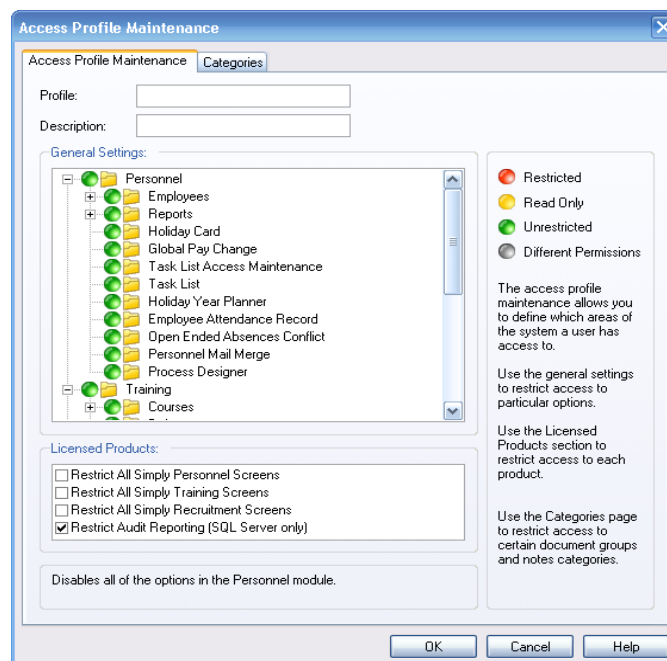 Access Profile Maintenance
Access Profile Maintenance
Categories
Profile:
Description:
General Settings:
Personnel
Employees
Reports
Holiday Card
Global Pay Change
Task List Access Maintenance
Task List
Holiday Year Planner
Employee Attendance Record
Open Ended Absences Conflict
Personnel Mail Merge
Process Designer
Training
Courses
Restricted
Read Only
Unrestricted
Different Permissions
The access profile
maintenance allows you
to define which areas of
the system a user has
access to.
Use the general settings
to restrict access to
particular options.
Use the Licensed
Products section to
restrict access to each
product.
Use the Categories page
to restrict access to
certain document groups
and notes categories.
Licensed Products:
Restrict All Simply Personnel Screens
Restrict All Simply Training Screens
Restrict All Simply Recruitment Screens
Restrict Audit Reporting (SQL Server only)
Disables all of the options in the Personnel module.
OK
Cancel
Help